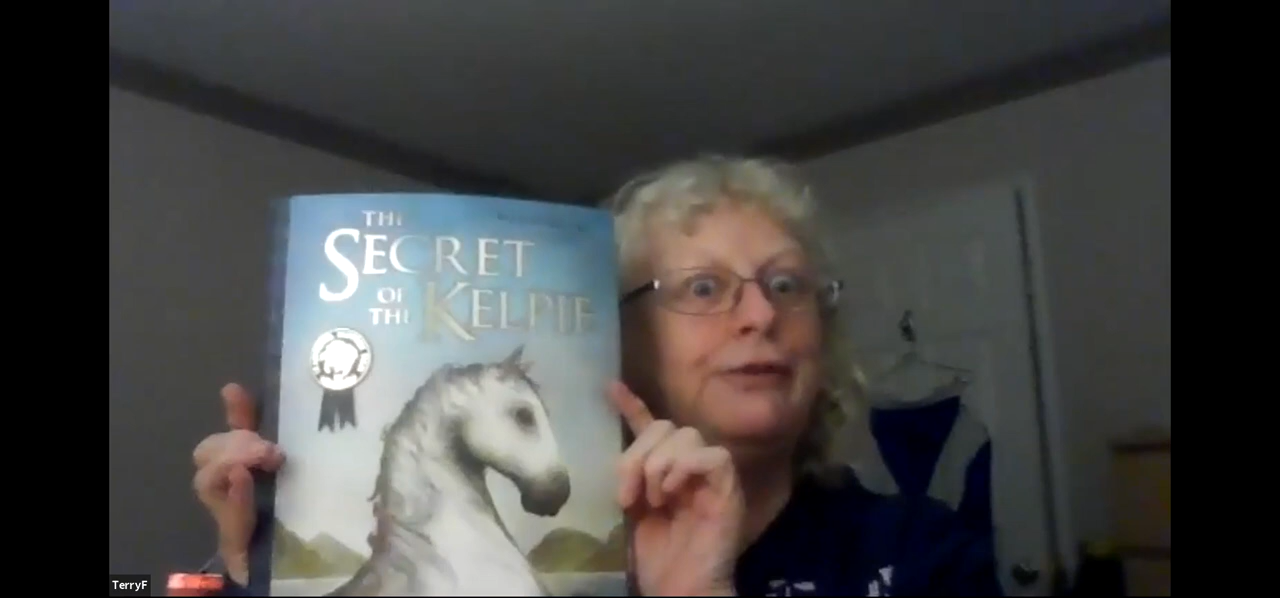 THE
SECRET
OF
THE
KELPIE
TerryF